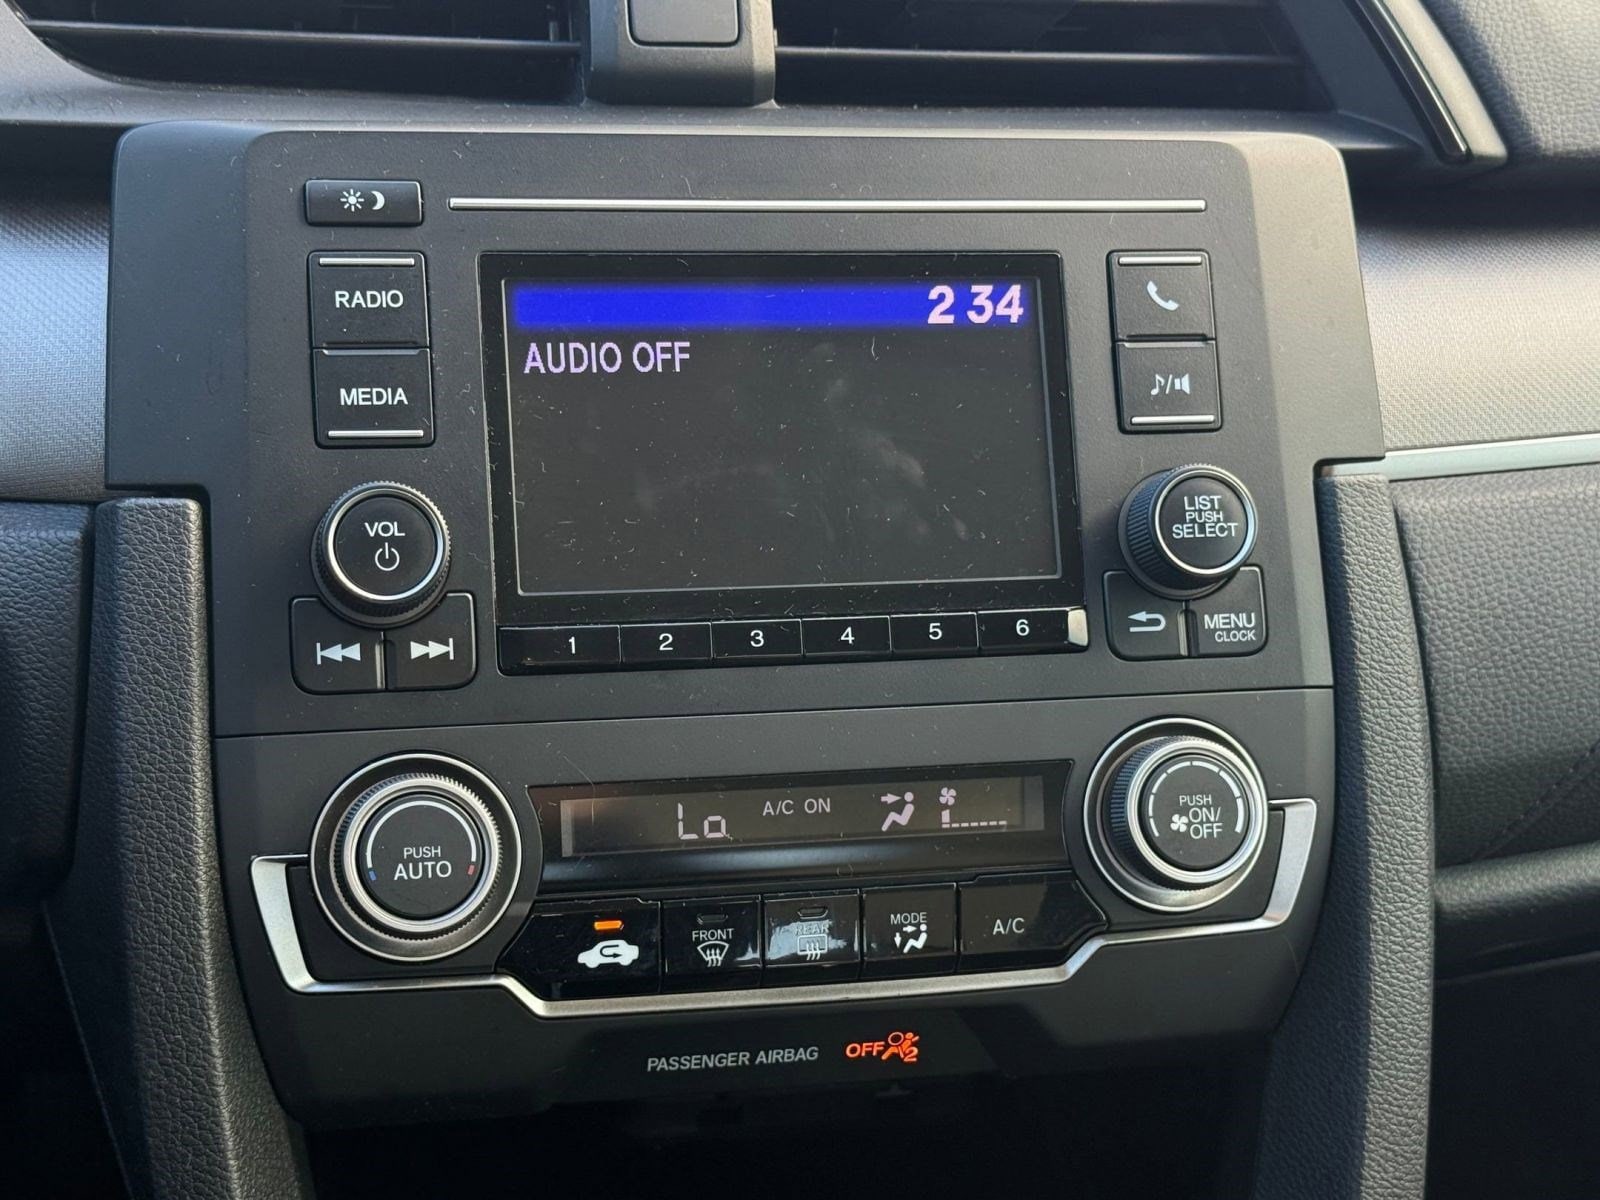 RADIO
MEDIA
2 34
AUDIO OFF
VOL
LIST
PUSH
SELECT
1 2 3 4 5 6
MENU
CLOCK
PUSH
AUTO
Lo
A/C ON
PUSH
ON/
OFF
FRONT
REAR
MODE
A/C
PASSENGER AIRBAG
OFF 2